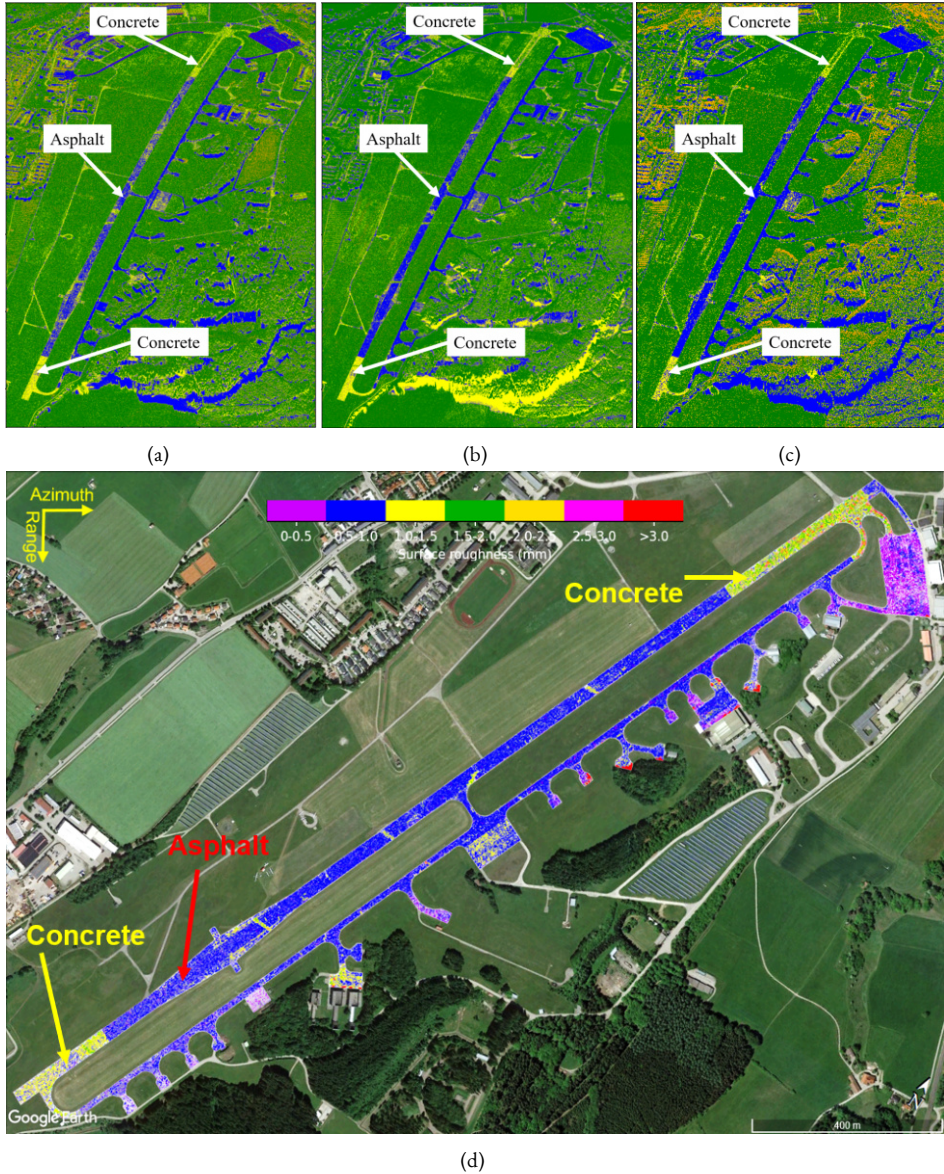 Concrete
Concrete
Concrete
Asphalt
Asphalt
Asphalt
Concrete
Concrete
Concrete
(a)
(b)
(c)
Azimuth
Range
0-0.5
0.5-1.0
1.0-1.5
1.5-2.0
2.0-2.5
2.5-3.0
>3.0
Surface roughness (mm)
Concrete
Asphalt
Concrete
Google Earth
400 m
(d)